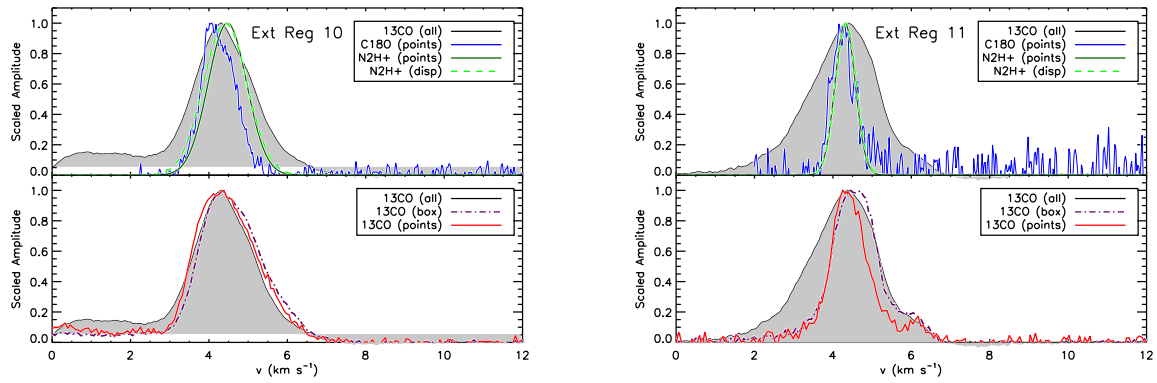 Ext Reg 10
13CO (all)
C18O (points)
N2H+ (points)
N2H+ (disp)
Scaled Amplitude
1.0
0.8
0.6
0.4
0.2
0.0
13CO (all)
13CO (box)
13CO (points)
Scaled Amplitude
1.0
0.8
0.6
0.4
0.2
0.0
0 2 4 6 8 10 12
v (km s⁻¹)
Ext Reg 11
13CO (all)
C18O (points)
N2H+ (points)
N2H+ (disp)
Scaled Amplitude
1.0
0.8
0.6
0.4
0.2
0.0
13CO (all)
13CO (box)
13CO (points)
Scaled Amplitude
1.0
0.8
0.6
0.4
0.2
0.0
0 2 4 6 8 10 12
v (km s⁻¹)